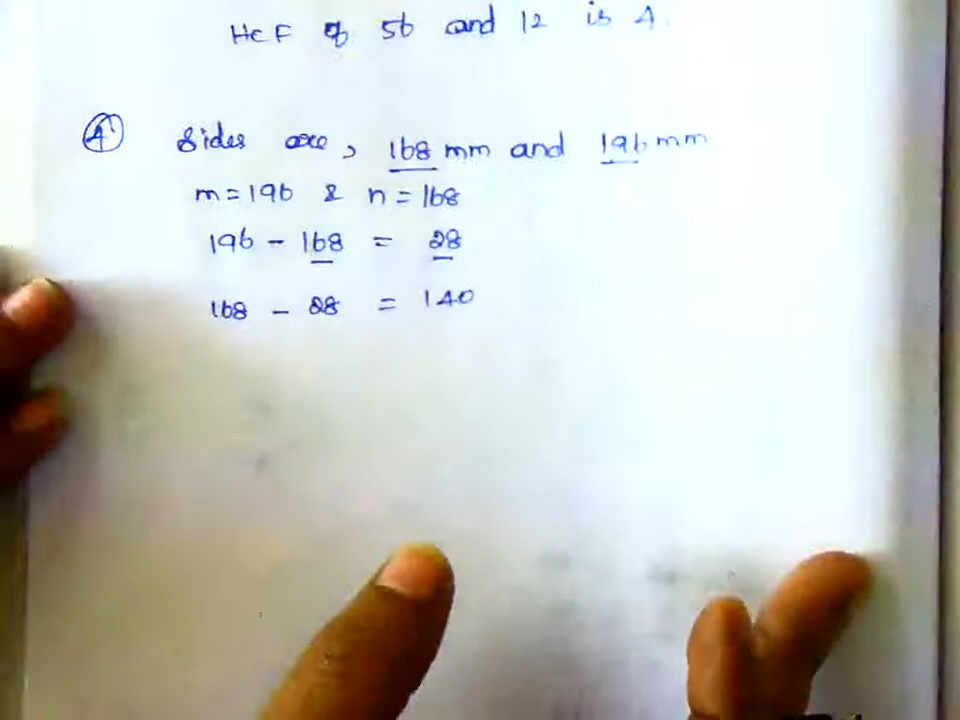 HCF of 56 and 12 is 4.
④ Sides are, 168 mm and 196 mm
m = 196 & n = 168
196 - 168 = 28
168 - 28 = 140